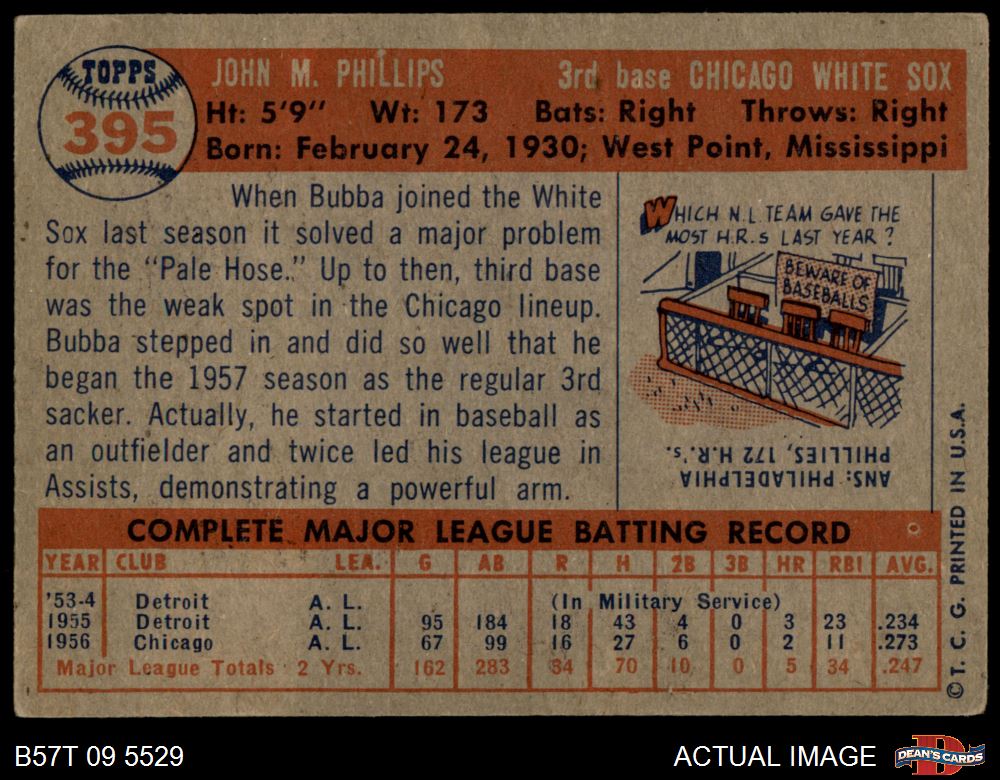 TOPPS
395
JOHN M. PHILLIPS 3rd base CHICAGO WHITE SOX
Ht: 5'9" Wt: 173 Bats: Right Throws: Right
Born: February 24, 1930; West Point, Mississippi
When Bubba joined the White
Sox last season it solved a major problem
for the "Pale Hose." Up to then, third base
was the weak spot in the Chicago lineup.
Bubba stepped in and did so well that he
began the 1957 season as the regular 3rd
sacker. Actually, he started in baseball as
an outfielder and twice led his league in
Assists, demonstrating a powerful arm.
WHICH N.L. TEAM GAVE THE
MOST H.R.s LAST YEAR?
BEWARE OF
BASEBALLS
ANS: PHILADELPHIA
PHILLIES, 172 H.R.'s.
COMPLETE MAJOR LEAGUE BATTING RECORD
YEAR CLUB LEA. G AB R H 2B 3B HR RBI AVG.
'53-4 Detroit A. L. (In Military Service)
1955 Detroit A. L. 95 184 18 43 4 0 3 23 .234
1956 Chicago A. L. 67 99 16 27 6 0 2 11 .273
Major League Totals 2 Yrs. 162 283 34 70 10 0 5 34 .247
© T. C. G. PRINTED IN U.S.A.
B57T 09 5529 ACTUAL IMAGE DEAN'S CARDS